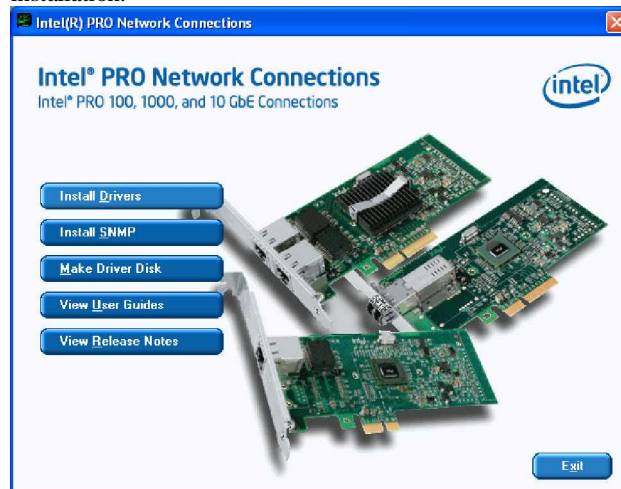 Installation.
Intel(R) PRO Network Connections
Intel® PRO Network Connections
Intel® PRO 100, 1000, and 10 GbE Connections
intel
Install Drivers
Install SNMP
Make Driver Disk
View User Guides
View Release Notes
Exit